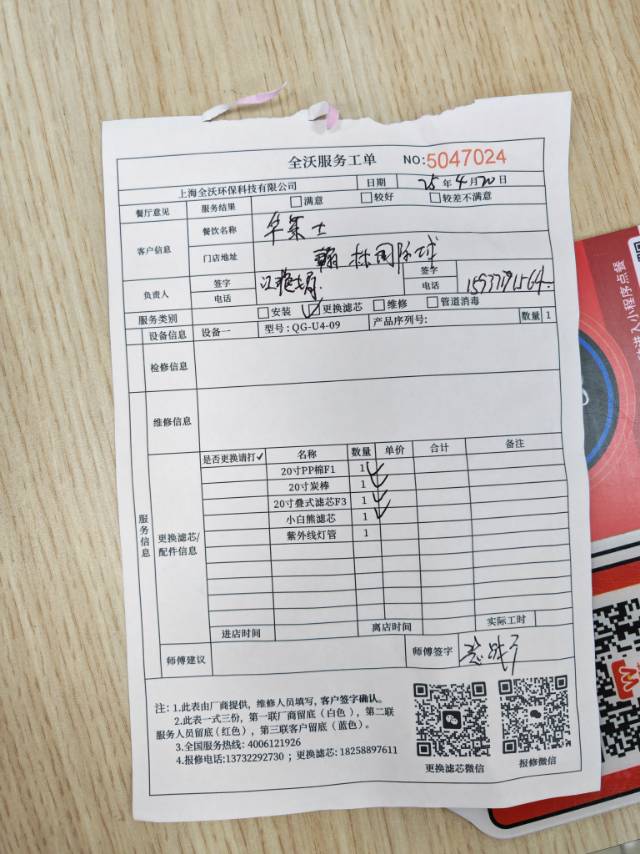 全沃服务工单 NO:5047024
上海全沃环保科技有限公司 日期 25年4月20日
餐厅意见 服务结果 满意 较好 较差不满意
客户信息 餐饮名称 华莱士
门店地址 翰林国际城
负责人 签字 签字
电话 电话
服务类别 安装 更换滤芯 维修 管道消毒
设备信息 设备一 型号: QG-U4-09 产品序列号: 数量 1
检修信息
维修信息
服务信息
更换滤芯/配件信息
是否更换请打✓ 名称 数量 单价 合计 备注
20寸PP棉F1 1 ✓
20寸炭棒 1 ✓
20寸叠式滤芯F3 1 ✓
小白熊滤芯 1 ✓
紫外线灯管 1
进店时间 离店时间 实际工时
师傅建议 师傅签字
注: 1.此表由厂商提供，维修人员填写, 客户签字确认。
2.此表一式三份，第一联厂商留底（白色），第二联
服务人员留底(红色)，第三联客户留底（蓝色）。
3.全国服务热线: 4006121926
4.报修电话:13732292730 ；更换滤芯: 18258897611
更换滤芯微信 报修微信
进入小程序点餐